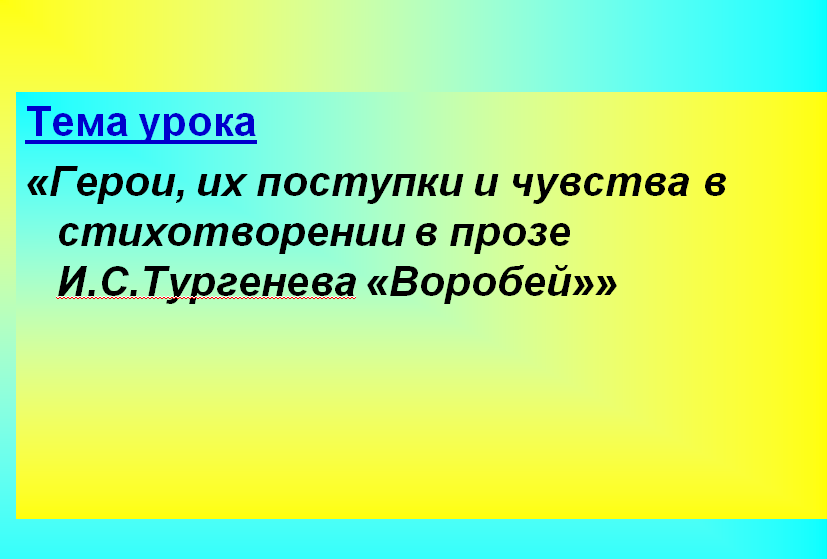 Тема урока
«Герои, их поступки и чувства в
стихотворении в прозе
И.С.Тургенева «Воробей»»